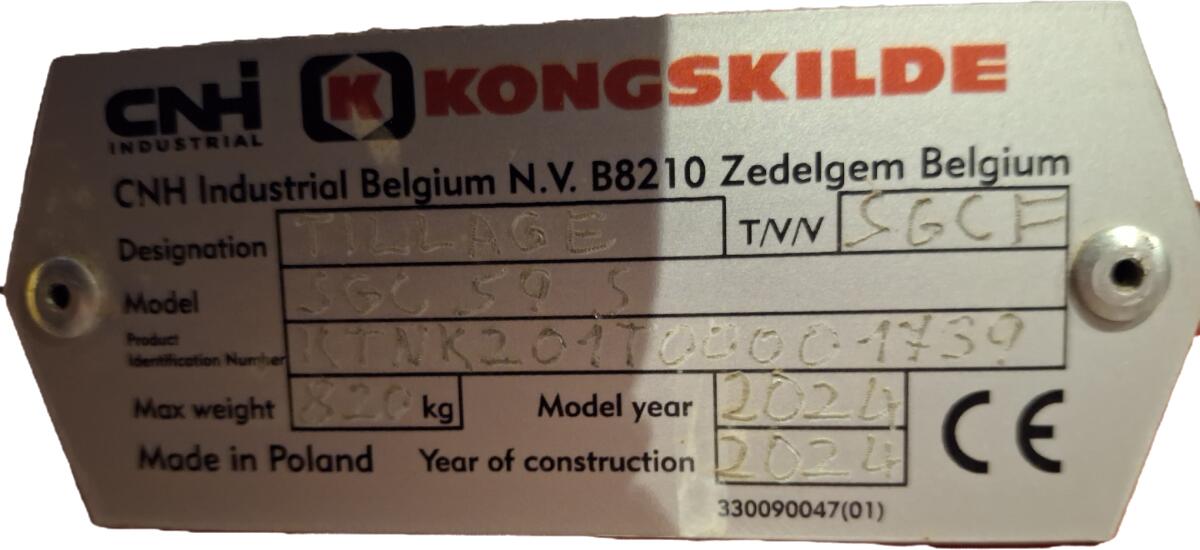 CNH INDUSTRIAL K KONGSKILDE
CNH Industrial Belgium N.V. B8210 Zedelgem Belgium
Designation TILLAGE T/V/V SGCF
Model SGC 59 S
Product Identification Number KTNK201T00001739
Max weight 820 kg Model year 2024
Made in Poland Year of construction 2024
CE
330090047(01)